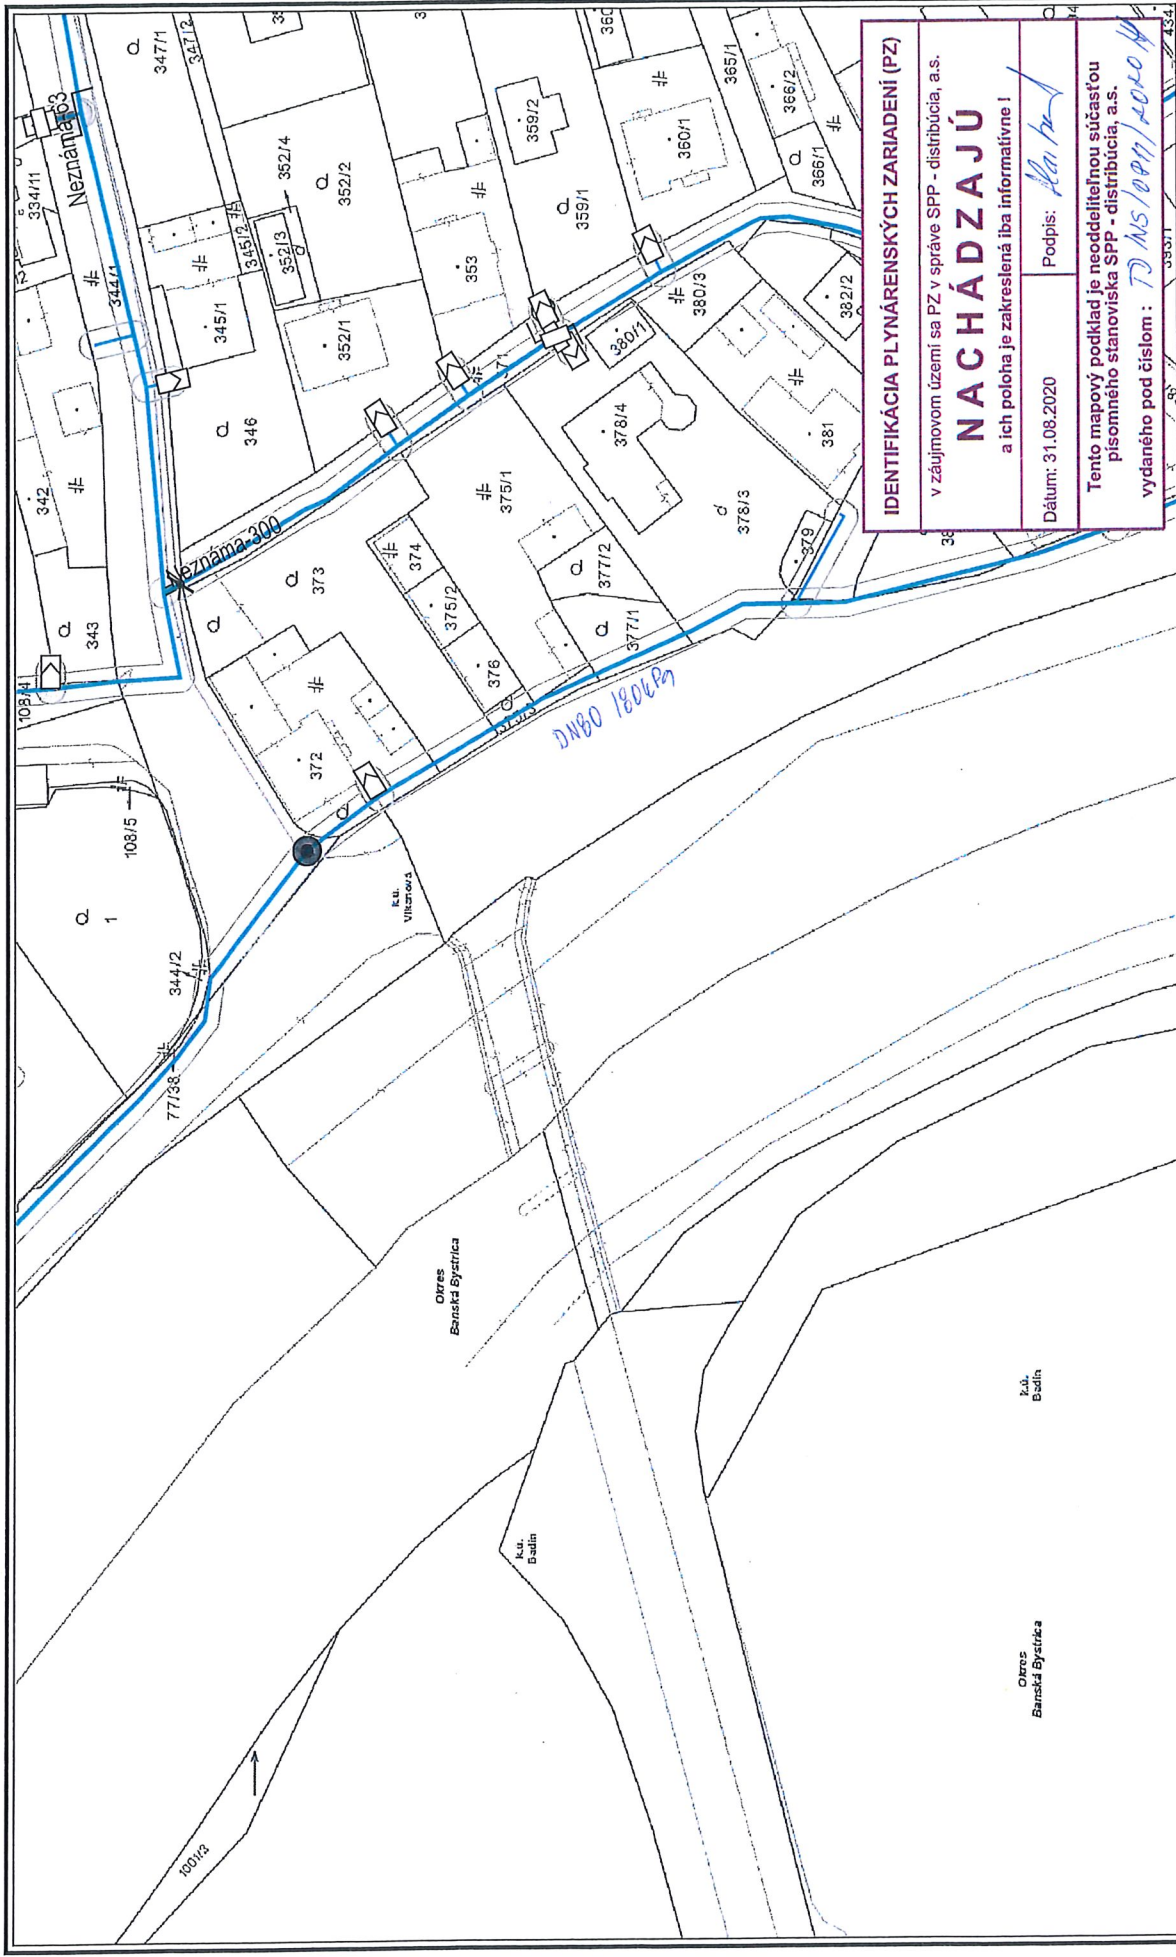 IDENTIFIKÁCIA PLYNÁRENSKÝCH ZARIADENÍ (PZ)
v záujmovom území sa PZ v správe SPP - distribúcia, a.s.
NACHÁDZAJÚ
a ich poloha je zakreslená iba informatívne !
Dátum: 31.08.2020
Podpis:
Tento mapový podklad je neoddeliteľnou súčasťou
písomného stanoviska SPP - distribúcia, a.s.
vydaného pod číslom :
1001/3
Okres
Banská Bystrica
k.ú.
Badín
k.ú.
Badín
Okres
Banská Bystrica
k.ú.
Vlkanová
77/38
344/2
1
108/5
108/4
343
342
334/11
344/1
347/1
347/2
345/1
345/2
346
352/1
352/2
352/3
352/4
353
359/1
359/2
360/1
365/1
366/1
366/2
372
373
374
375/1
375/2
376
377/1
377/2
378/3
378/4
379
380/1
380/3
381
382/2
Neznáma-300
DN80 180kPa